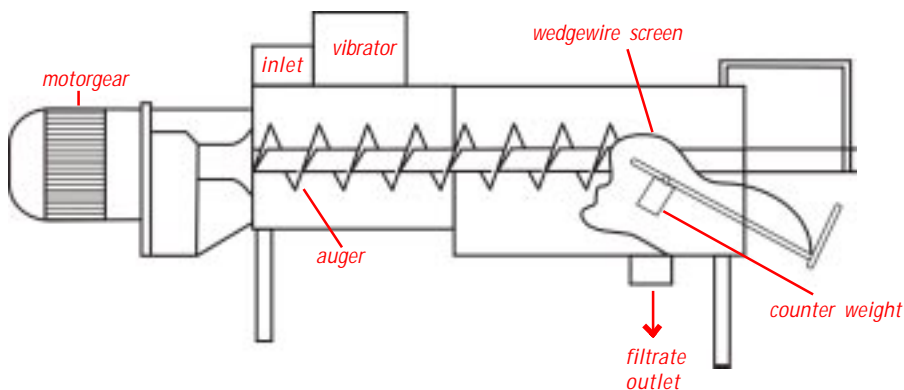 wedgewire screen
vibrator
inlet
motorgear
auger
counter weight
filtrate
outlet